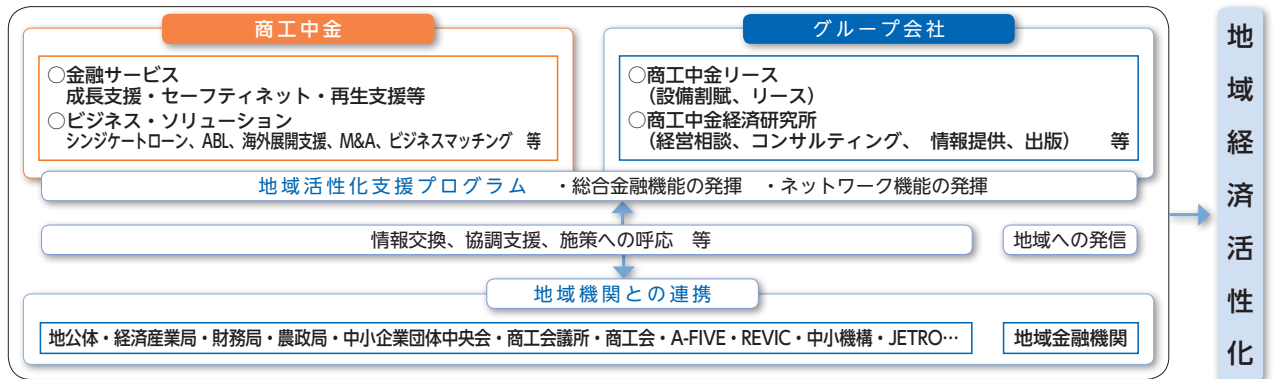 商工中金
○金融サービス
成長支援・セーフティネット・再生支援等
○ビジネス・ソリューション
シンジケートローン、ABL、海外展開支援、M&A、ビジネスマッチング 等
グループ会社
○商工中金リース
（設備割賦、リース）
○商工中金経済研究所
（経営相談、コンサルティング、 情報提供、出版） 等
地域活性化支援プログラム ・総合金融機能の発揮 ・ネットワーク機能の発揮
情報交換、協調支援、施策への呼応 等
地域への発信
地域機関との連携
地公体・経済産業局・財務局・農政局・中小企業団体中央会・商工会議所・商工会・A-FIVE・REVIC・中小機構・JETRO…
地域金融機関
地域経済活性化